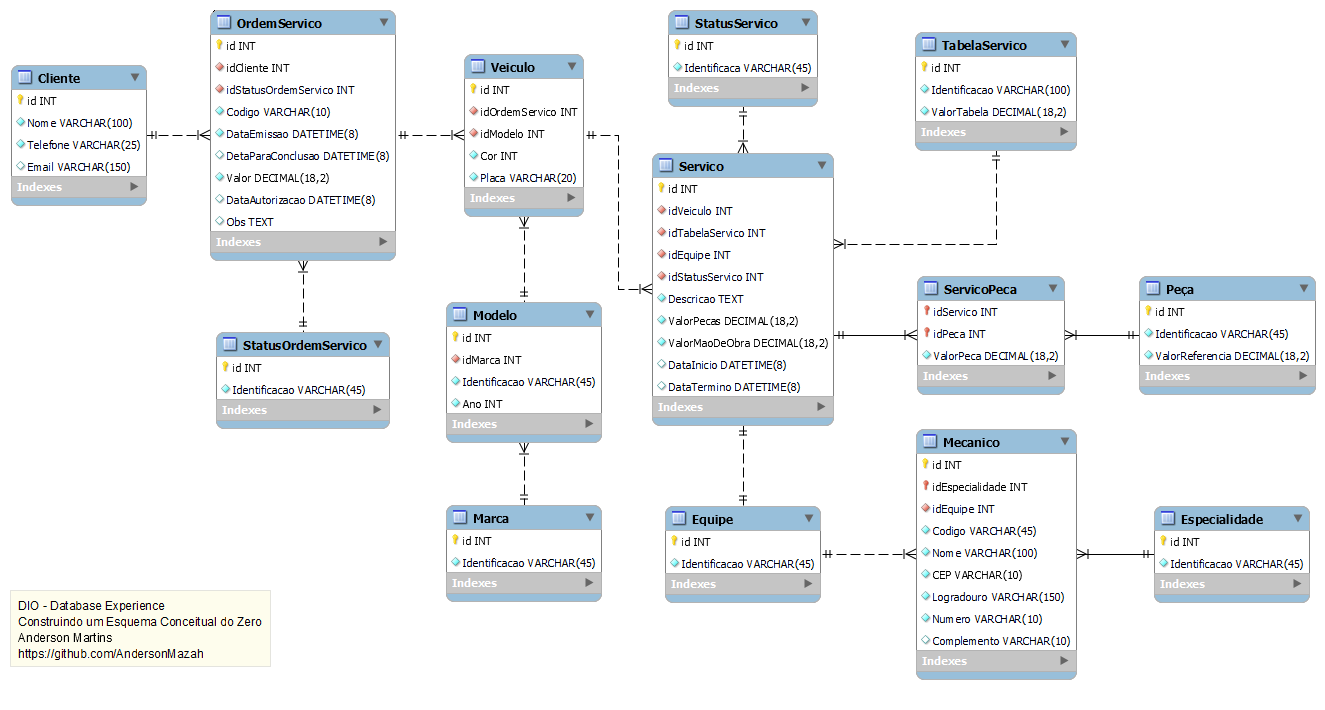 Cliente
id INT
Nome VARCHAR(100)
Telefone VARCHAR(25)
Email VARCHAR(150)
Indexes
OrdemServico
id INT
idCliente INT
idStatusOrdemServico INT
Codigo VARCHAR(10)
DataEmissao DATETIME(8)
DetaParaConclusao DATETIME(8)
Valor DECIMAL(18,2)
DataAutorizacao DATETIME(8)
Obs TEXT
Indexes
StatusOrdemServico
id INT
Identificacao VARCHAR(45)
Indexes
Veiculo
id INT
idOrdemServico INT
idModelo INT
Cor INT
Placa VARCHAR(20)
Indexes
Modelo
id INT
idMarca INT
Identificacao VARCHAR(45)
Ano INT
Indexes
Marca
id INT
Identificacao VARCHAR(45)
Indexes
StatusServico
id INT
Identificaca VARCHAR(45)
Indexes
Servico
id INT
idVeiculo INT
idTabelaServico INT
idEquipe INT
idStatusServico INT
Descricao TEXT
ValorPecas DECIMAL(18,2)
ValorMaoDeObra DECIMAL(18,2)
DataInicio DATETIME(8)
DataTermino DATETIME(8)
Indexes
Equipe
id INT
Identificacao VARCHAR(45)
Indexes
TabelaServico
id INT
Identificacao VARCHAR(100)
ValorTabela DECIMAL(18,2)
Indexes
ServicoPeca
idServico INT
idPeca INT
ValorPeca DECIMAL(18,2)
Indexes
Peça
id INT
Identificacao VARCHAR(45)
ValorReferencia DECIMAL(18,2)
Indexes
Mecanico
id INT
idEspecialidade INT
idEquipe INT
Codigo VARCHAR(45)
Nome VARCHAR(100)
CEP VARCHAR(10)
Logradouro VARCHAR(150)
Numero VARCHAR(10)
Complemento VARCHAR(10)
Indexes
Especialidade
id INT
Identificacao VARCHAR(45)
Indexes
DIO - Database Experience
Construindo um Esquema Conceitual do Zero
Anderson Martins
https://github.com/AndersonMazah